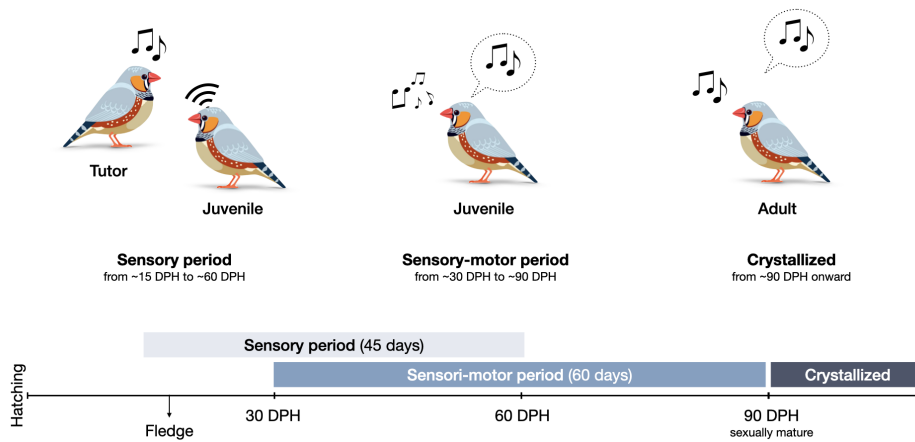 Tutor
Juvenile
Juvenile
Adult
Sensory period
from ~15 DPH to ~60 DPH
Sensory-motor period
from ~30 DPH to ~90 DPH
Crystallized
from ~90 DPH onward
Sensory period (45 days)
Sensori-motor period (60 days)
Crystallized
Hatching
Fledge
30 DPH
60 DPH
90 DPH
sexually mature